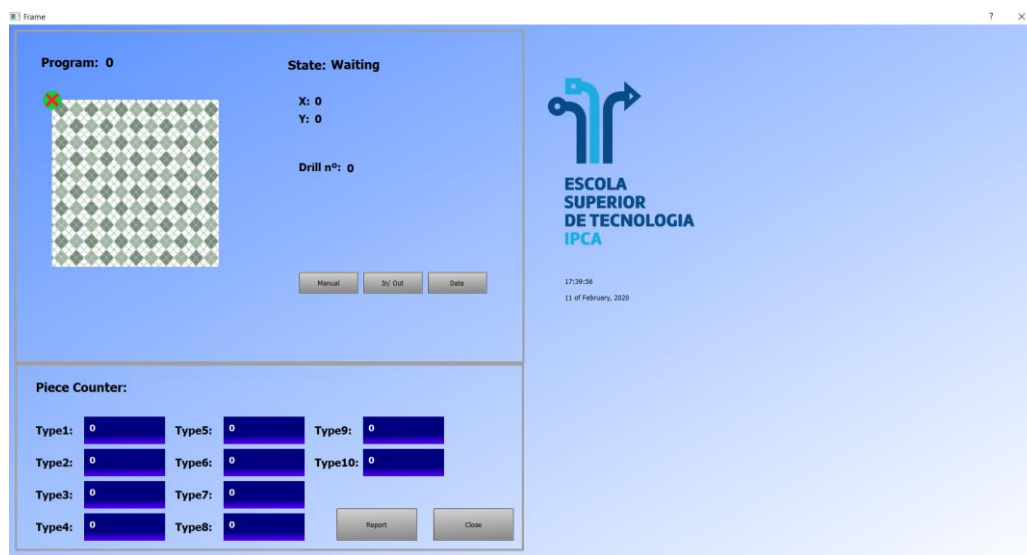 Frame
?
Program: 0
State: Waiting
X: 0
Y: 0
Drill nº: 0
Manual
In/ Out
Data
ESCOLA
SUPERIOR
DE TECNOLOGIA
IPCA
17:39:56
11 of February, 2020
Piece Counter:
Type1: 0
Type5: 0
Type9: 0
Type2: 0
Type6: 0
Type10: 0
Type3: 0
Type7: 0
Type4: 0
Type8: 0
Report
Close